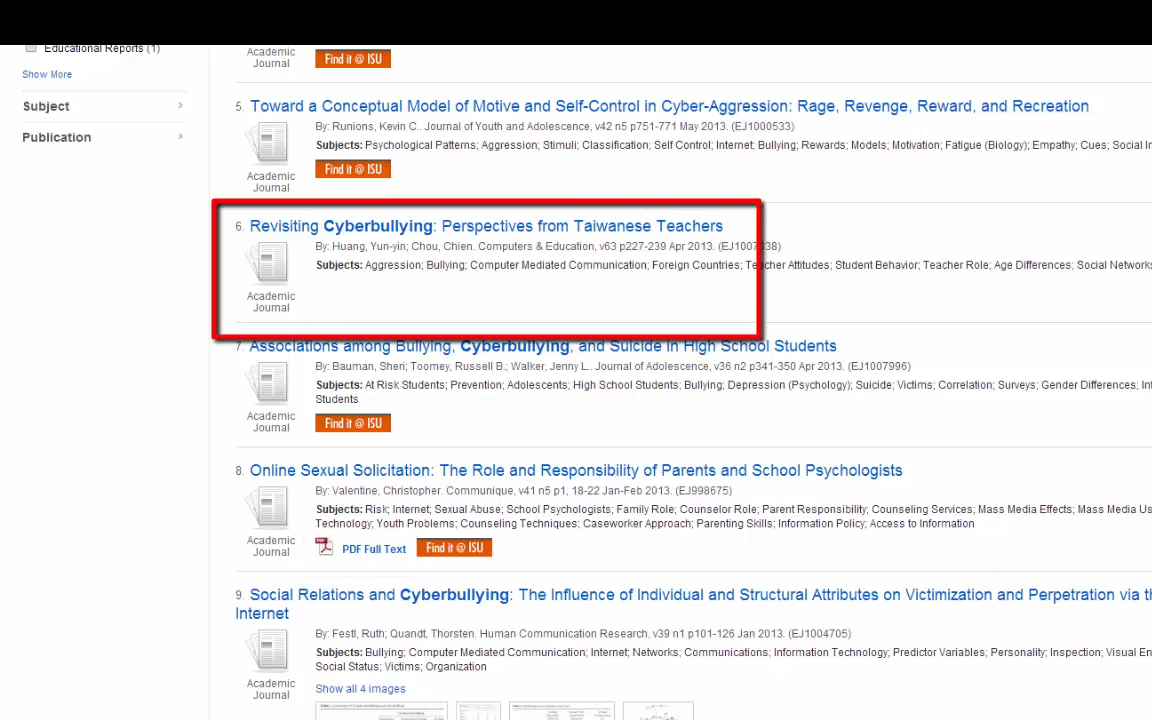 Educational Reports (1)
Show More
Subject
Publication
Academic
Journal
Find it @ ISU
5. Toward a Conceptual Model of Motive and Self-Control in Cyber-Aggression: Rage, Revenge, Reward, and Recreation
By: Runions, Kevin C.. Journal of Youth and Adolescence, v42 n5 p751-771 May 2013. (EJ1000533)
Subjects: Psychological Patterns; Aggression; Stimuli; Classification; Self Control; Internet; Bullying; Rewards; Models; Motivation; Fatigue (Biology); Empathy; Cues; Social In
Academic
Journal
Find it @ ISU
6. Revisiting Cyberbullying: Perspectives from Taiwanese Teachers
By: Huang, Yun-yin; Chou, Chien. Computers & Education, v63 p227-239 Apr 2013.
Subjects: Aggression; Bullying; Computer Mediated Communication; Foreign Countries; Teacher Attitudes; Student Behavior; Teacher Role; Age Differences; Social Networks
Academic
Journal
7. Associations among Bullying, Cyberbullying, and Suicide in High School Students
By: Bauman, Sheri; Toomey, Russell B.; Walker, Jenny L.. Journal of Adolescence, v36 n2 p341-350 Apr 2013. (EJ1007996)
Subjects: At Risk Students; Prevention; Adolescents; High School Students; Bullying; Depression (Psychology); Suicide; Victims; Correlation; Surveys; Gender Differences; Int
Students
Academic
Journal
Find it @ ISU
8. Online Sexual Solicitation: The Role and Responsibility of Parents and School Psychologists
By: Valentine, Christopher. Communique, v41 n5 p1, 18-22 Jan-Feb 2013. (EJ998675)
Subjects: Risk; Internet; Sexual Abuse; School Psychologists; Family Role; Counselor Role; Parent Responsibility; Counseling Services; Mass Media Effects; Mass Media Us
Technology; Youth Problems; Counseling Techniques; Caseworker Approach; Parenting Skills; Information Policy; Access to Information
Academic
Journal
PDF Full Text Find it @ ISU
9. Social Relations and Cyberbullying: The Influence of Individual and Structural Attributes on Victimization and Perpetration via th
Internet
By: Festl, Ruth; Quandt, Thorsten. Human Communication Research, v39 n1 p101-126 Jan 2013. (EJ1004705)
Subjects: Bullying; Computer Mediated Communication; Internet; Networks; Communications; Information Technology; Predictor Variables; Personality; Inspection; Visual En
Social Status; Victims; Organization
Academic
Journal
Show all 4 images